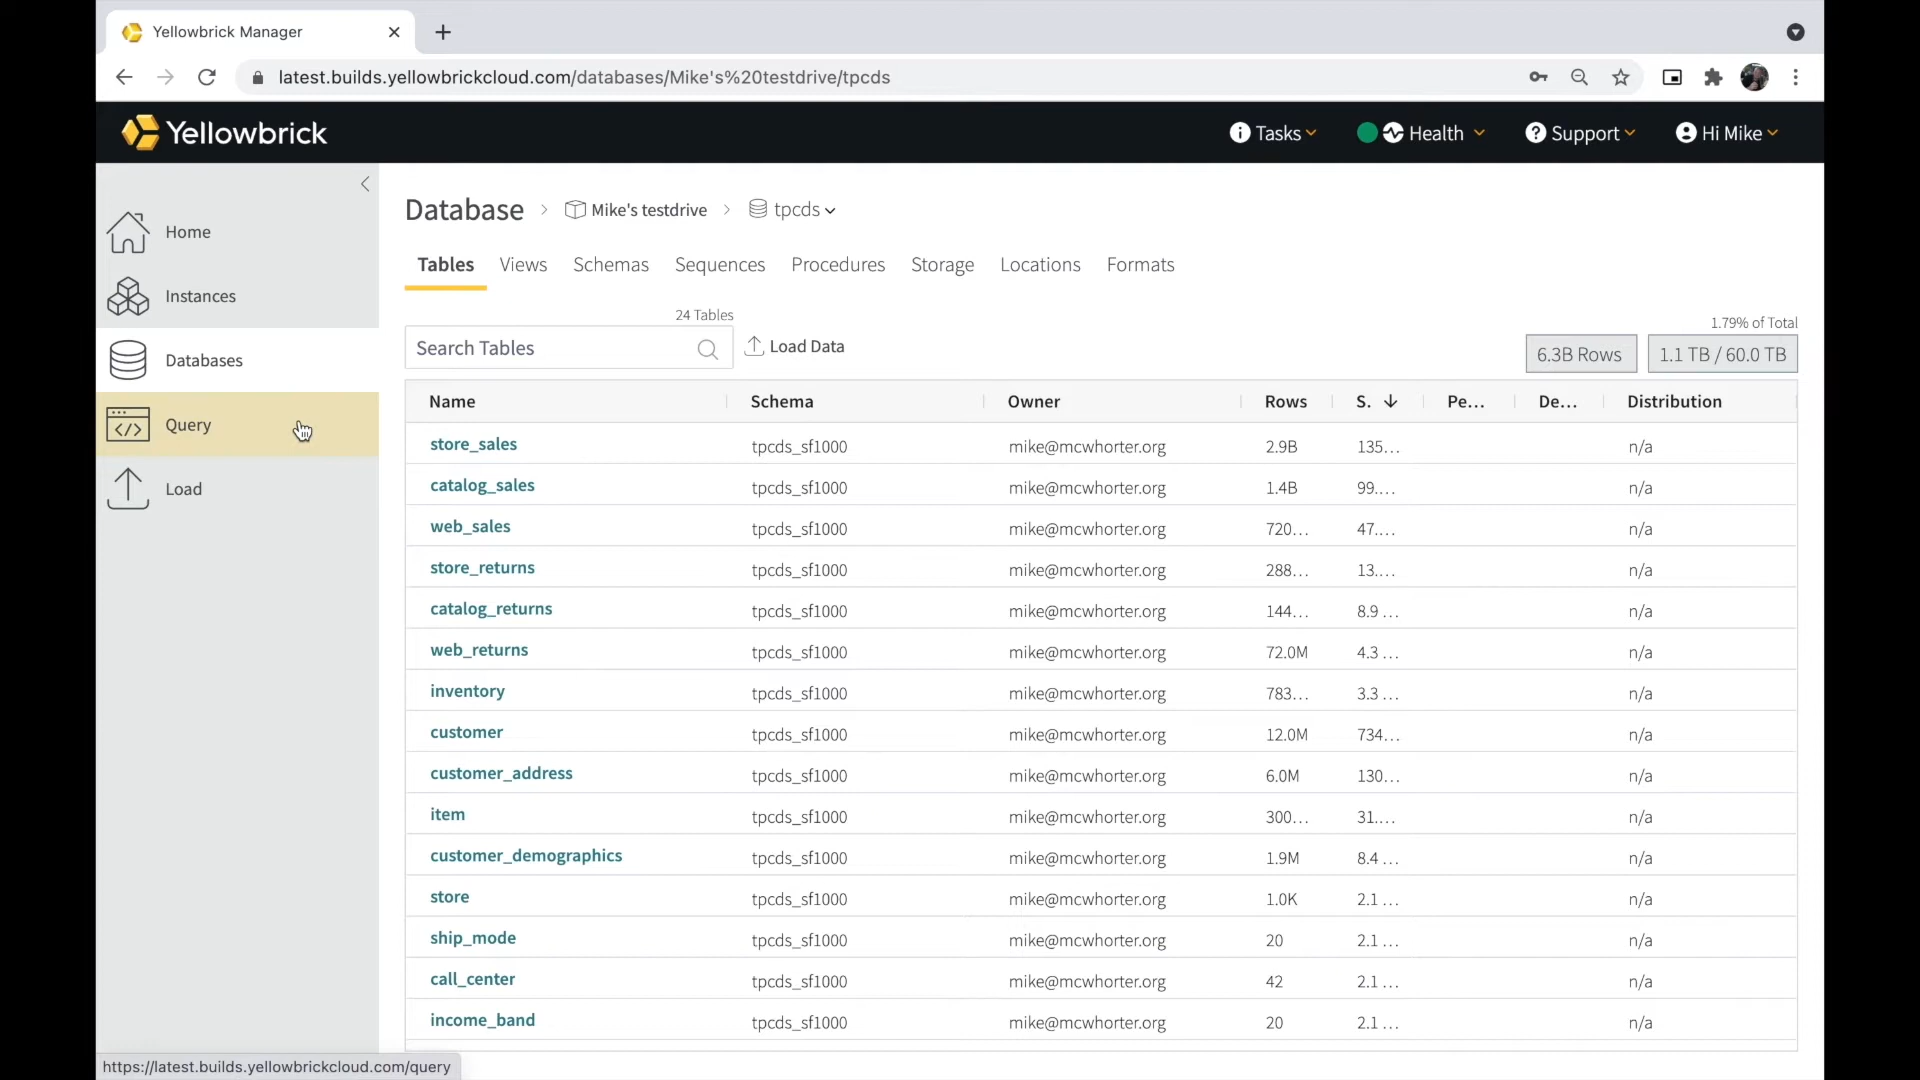 Yellowbrick Manager
latest.builds.yellowbrickcloud.com/databases/Mike's%20testdrive/tpcds
Yellowbrick
Tasks
Health
Support
Hi Mike
Home
Instances
Databases
Query
Load
Database > Mike's testdrive > tpcds
Tables Views Schemas Sequences Procedures Storage Locations Formats
24 Tables
Search Tables
Load Data
1.79% of Total
6.3B Rows
1.1 TB / 60.0 TB
Name Schema Owner Rows S. Pe... De... Distribution
store_sales tpcds_sf1000 mike@mcwhorter.org 2.9B 135... n/a
catalog_sales tpcds_sf1000 mike@mcwhorter.org 1.4B 99.... n/a
web_sales tpcds_sf1000 mike@mcwhorter.org 720... 47.... n/a
store_returns tpcds_sf1000 mike@mcwhorter.org 288... 13.... n/a
catalog_returns tpcds_sf1000 mike@mcwhorter.org 144... 8.9 ... n/a
web_returns tpcds_sf1000 mike@mcwhorter.org 72.0M 4.3 ... n/a
inventory tpcds_sf1000 mike@mcwhorter.org 783... 3.3 ... n/a
customer tpcds_sf1000 mike@mcwhorter.org 12.0M 734... n/a
customer_address tpcds_sf1000 mike@mcwhorter.org 6.0M 130... n/a
item tpcds_sf1000 mike@mcwhorter.org 300... 31.... n/a
customer_demographics tpcds_sf1000 mike@mcwhorter.org 1.9M 8.4 ... n/a
store tpcds_sf1000 mike@mcwhorter.org 1.0K 2.1 ... n/a
ship_mode tpcds_sf1000 mike@mcwhorter.org 20 2.1 ... n/a
call_center tpcds_sf1000 mike@mcwhorter.org 42 2.1 ... n/a
income_band tpcds_sf1000 mike@mcwhorter.org 20 2.1 ... n/a
https://latest.builds.yellowbrickcloud.com/query